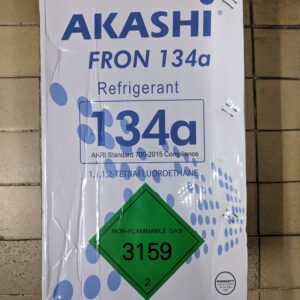 AKASHI
FRON 134a
Refrigerant
134a
AHRI Standard 700-2015 Compliance
1,1,1,2-TETRAFLUOROETHANE
NON-FLAMMABLE GAS
3159
2
WARRANTY